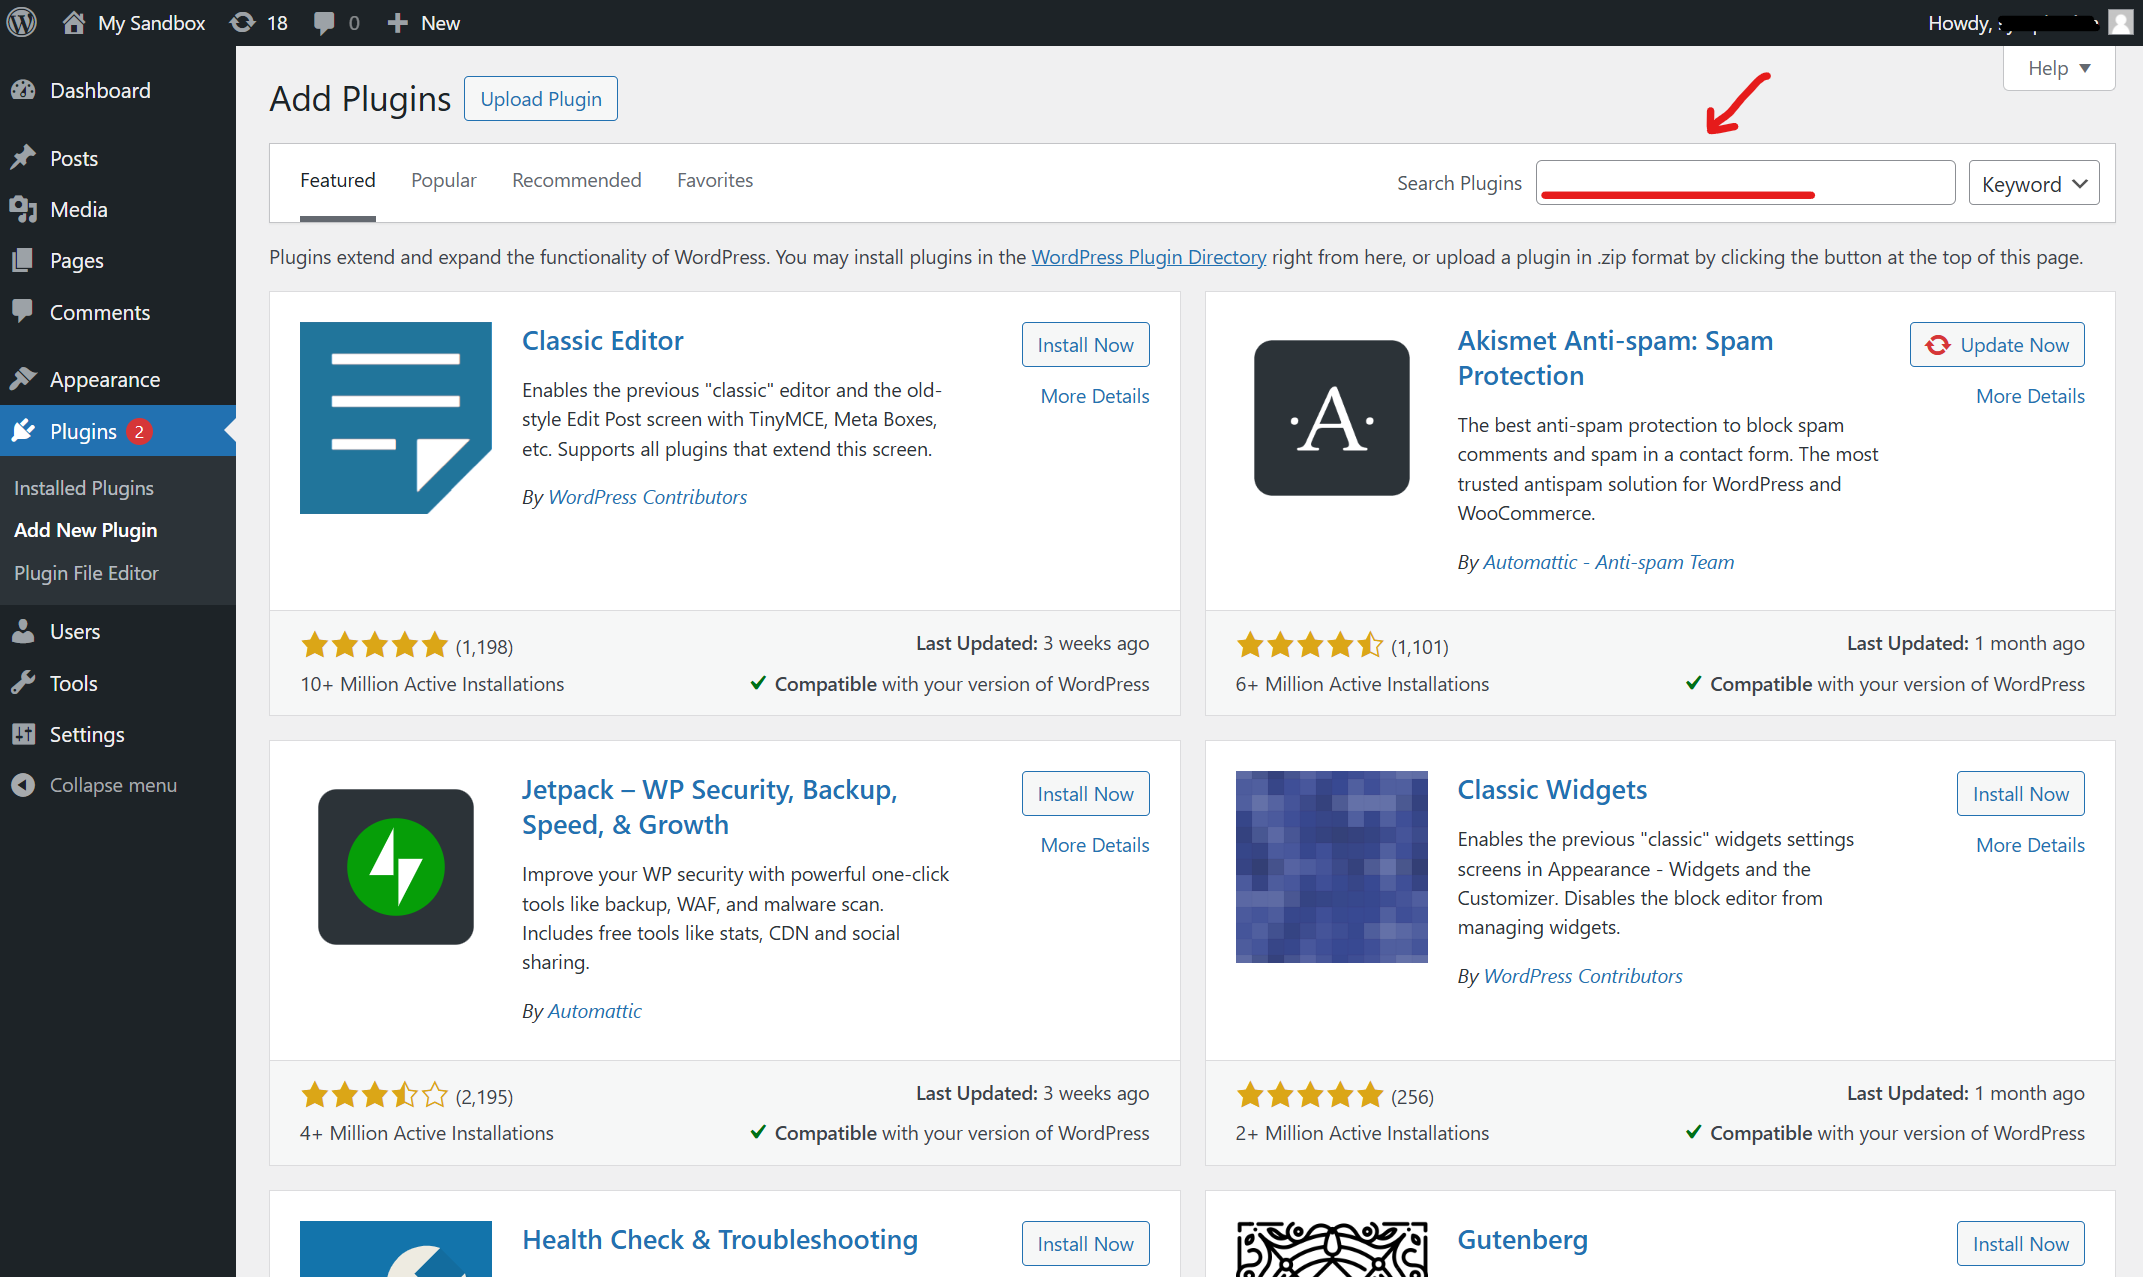 My Sandbox 18 0 New
Howdy,
Help
Dashboard
Posts
Media
Pages
Comments
Appearance
Plugins 2
Installed Plugins
Add New Plugin
Plugin File Editor
Users
Tools
Settings
Collapse menu
Add Plugins Upload Plugin
Featured Popular Recommended Favorites
Search Plugins Keyword
Plugins extend and expand the functionality of WordPress. You may install plugins in the WordPress Plugin Directory right from here, or upload a plugin in .zip format by clicking the button at the top of this page.
Classic Editor
Install Now
More Details
Enables the previous "classic" editor and the old-
style Edit Post screen with TinyMCE, Meta Boxes,
etc. Supports all plugins that extend this screen.
By WordPress Contributors
(1,198)
Last Updated: 3 weeks ago
10+ Million Active Installations
Compatible with your version of WordPress
A
Akismet Anti-spam: Spam
Protection
Update Now
More Details
The best anti-spam protection to block spam
comments and spam in a contact form. The most
trusted antispam solution for WordPress and
WooCommerce.
By Automattic - Anti-spam Team
(1,101)
Last Updated: 1 month ago
6+ Million Active Installations
Compatible with your version of WordPress
Jetpack – WP Security, Backup,
Speed, & Growth
Install Now
More Details
Improve your WP security with powerful one-click
tools like backup, WAF, and malware scan.
Includes free tools like stats, CDN and social
sharing.
By Automattic
(2,195)
Last Updated: 3 weeks ago
4+ Million Active Installations
Compatible with your version of WordPress
Classic Widgets
Install Now
More Details
Enables the previous "classic" widgets settings
screens in Appearance - Widgets and the
Customizer. Disables the block editor from
managing widgets.
By WordPress Contributors
(256)
Last Updated: 1 month ago
2+ Million Active Installations
Compatible with your version of WordPress
Health Check & Troubleshooting
Install Now
Gutenberg
Install Now